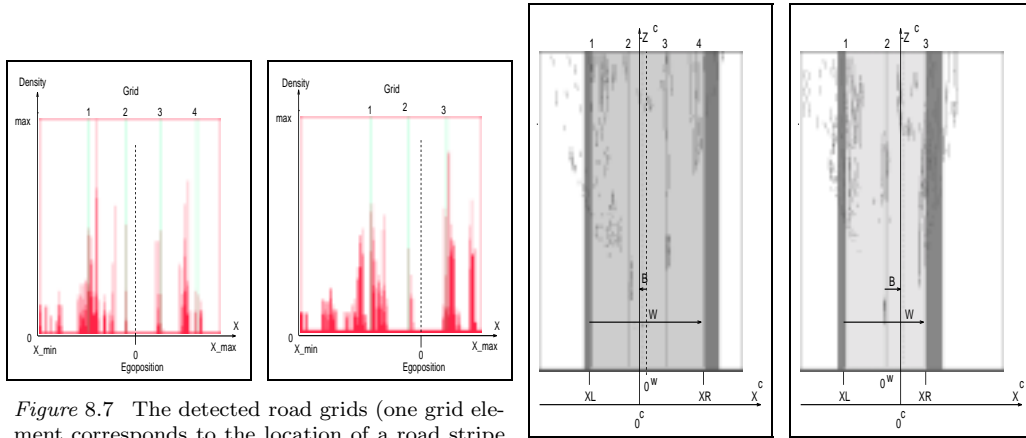 Density
Grid
1 2 3 4
max
0
X
X_min
0
X_max
Egoposition
Density
Grid
1 2 3
max
0
X
X_min
0
X_max
Egoposition
-Z c
1 2 3 4
B
W
0 w
XL XR X c
0 c
-Z c
1 2 3
B
W
0 w
XL XR X c
0 c
Figure 8.7 The detected road grids (one grid ele-
ment corresponds to the location of a road stripe